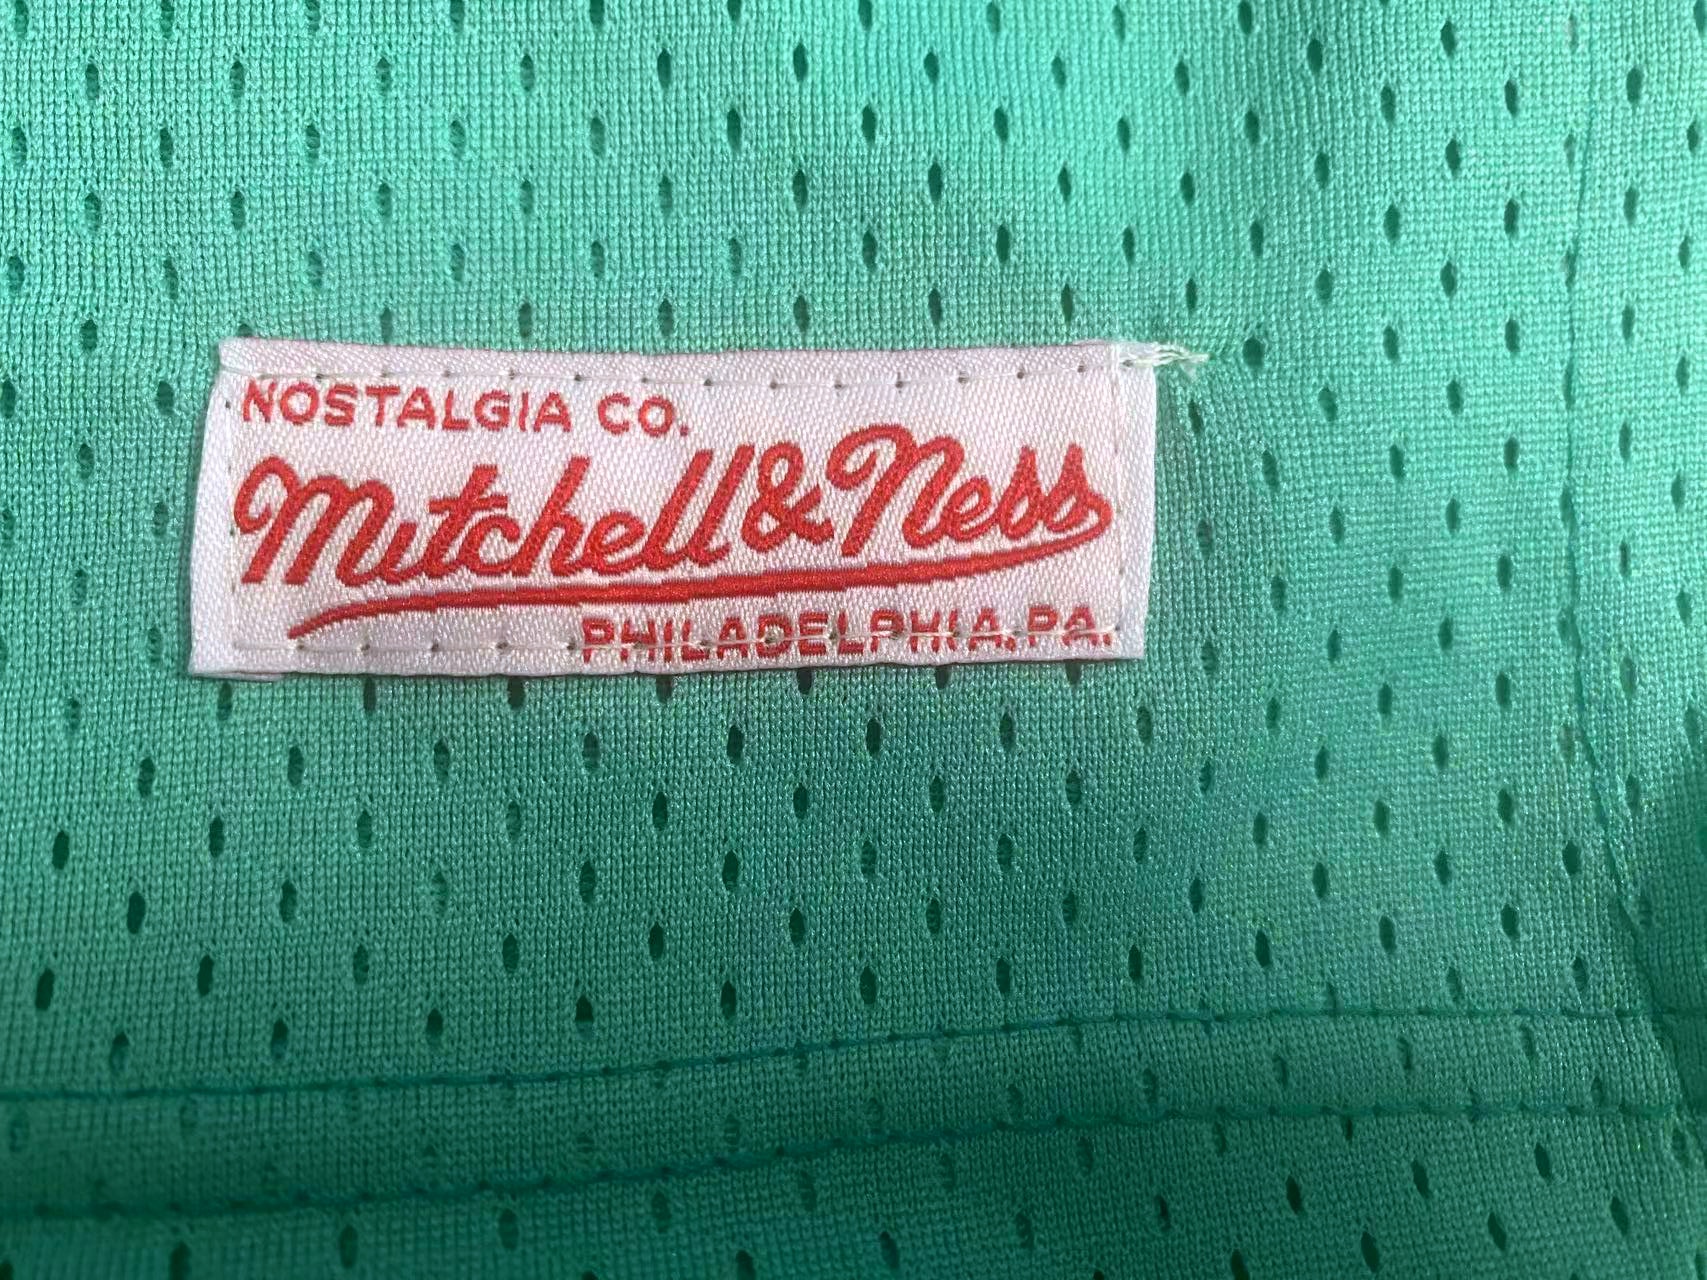 NOSTALGIA CO.
Mitchell & Ness
PHILADELPHIA, PA.